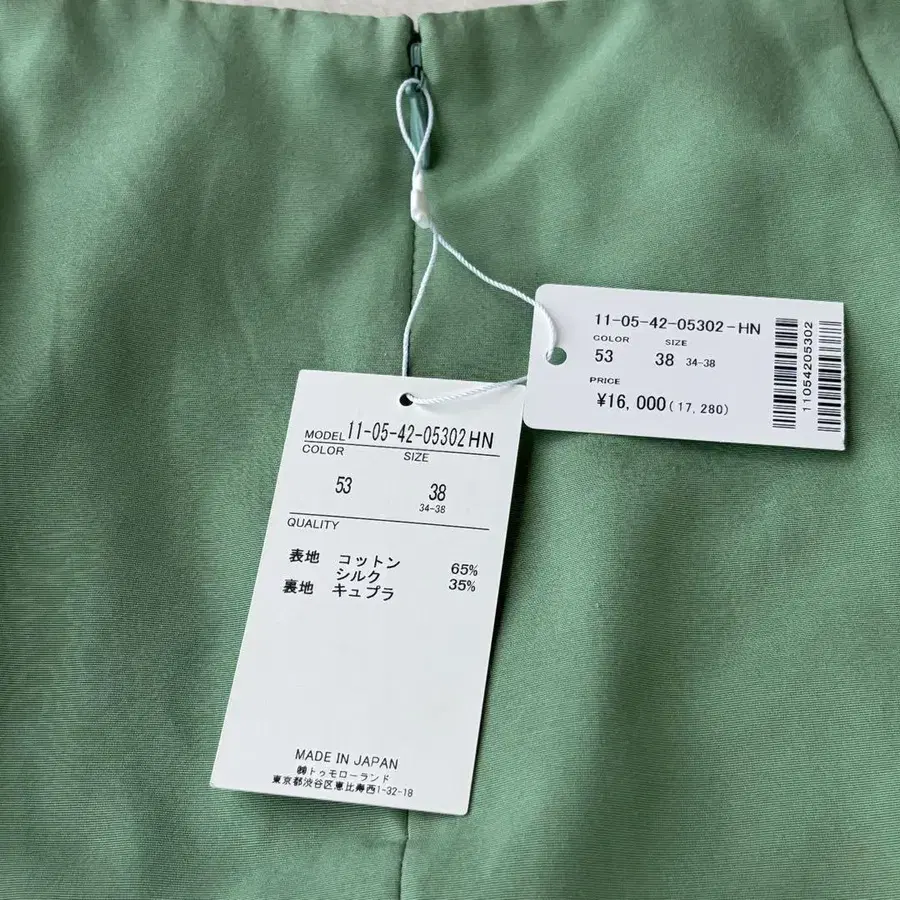 11-05-42-05302-HN
COLOR SIZE
53 38 34-38
PRICE
¥16,000(17,280)
11054205302
MODEL 11-05-42-05302HN
COLOR SIZE
53 38
34-38
QUALITY
表地 コットン 65%
シルク 35%
裏地 キュプラ
MADE IN JAPAN
㈱トゥモローランド
東京都渋谷区恵比寿西1-32-18